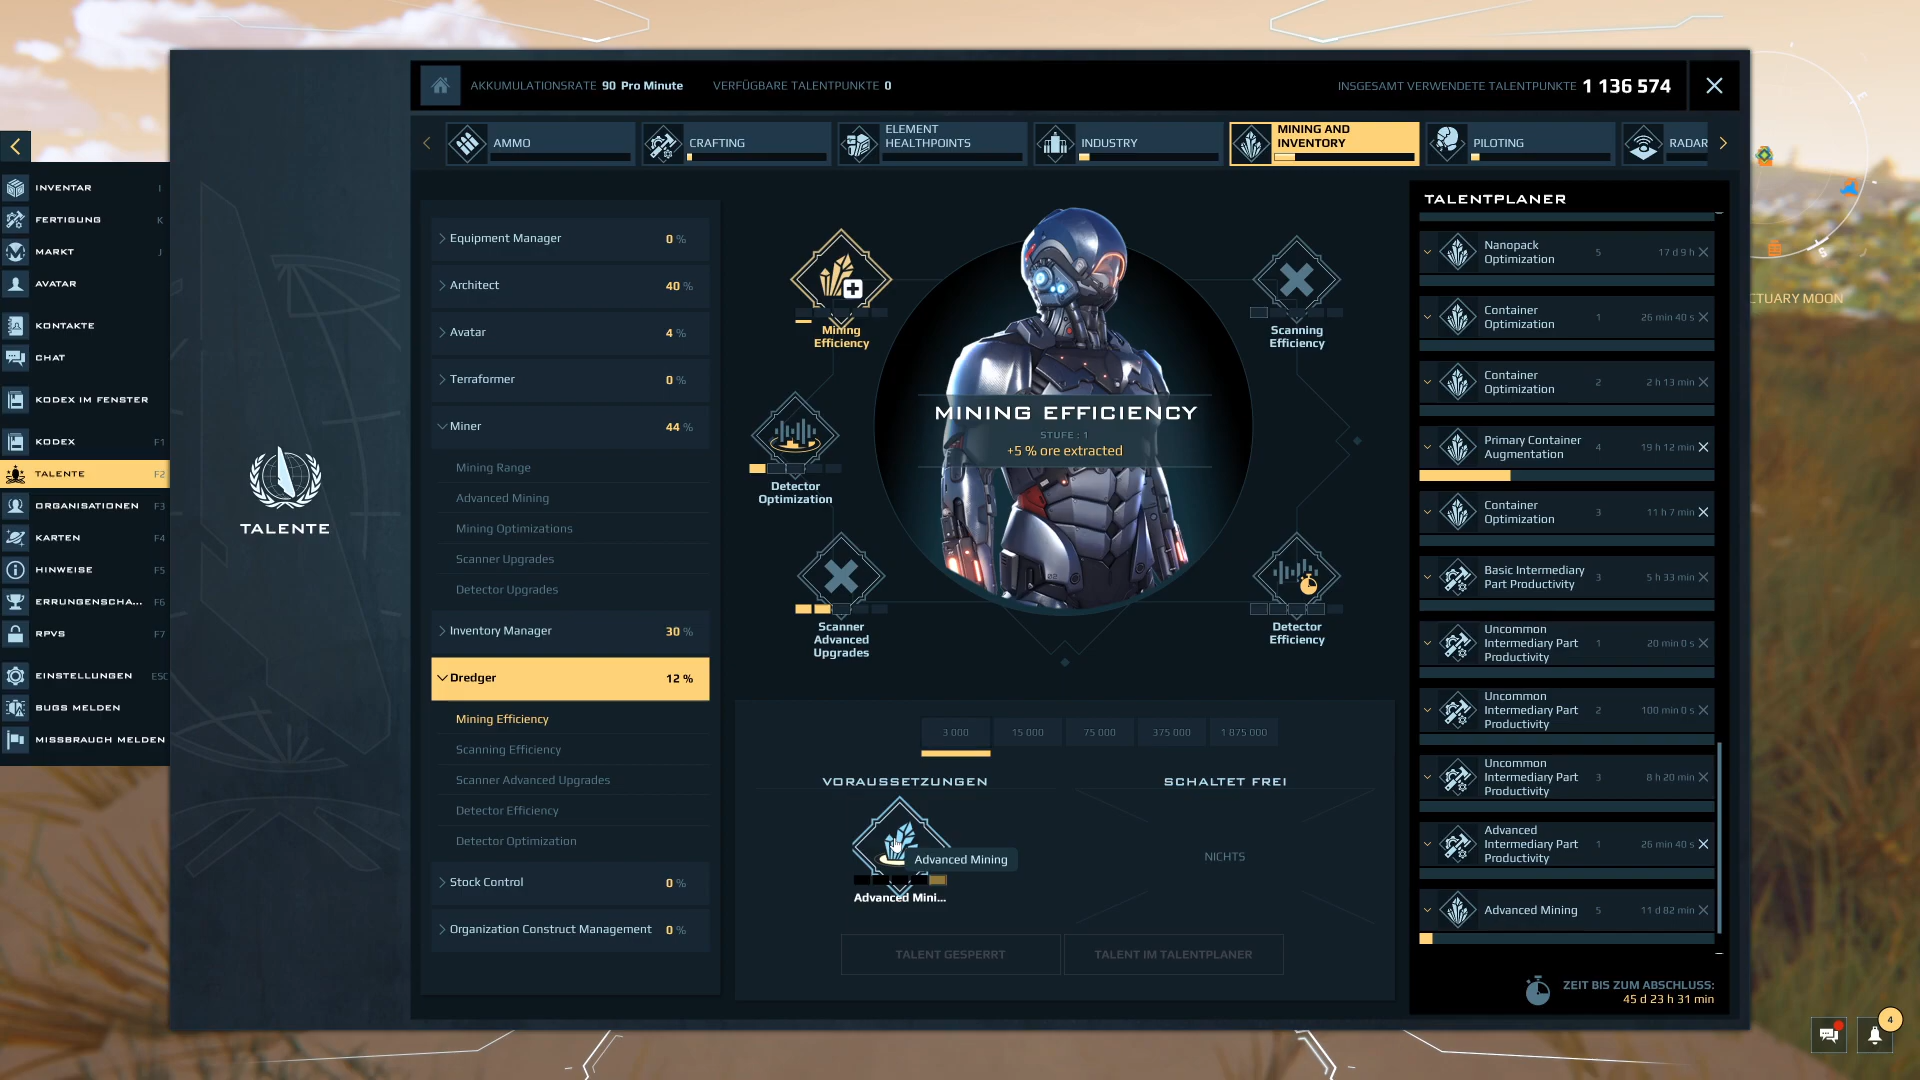 AKKUMULATIONSRATE 90 Pro Minute
VERFÜGBARE TALENTPUNKTE 0
INSGESAMT VERWENDETE TALENTPUNKTE 1 136 574
AMMO
CRAFTING
ELEMENT
HEALTHPOINTS
INDUSTRY
MINING AND
INVENTORY
PILOTING
RADAR
INVENTAR I
FERTIGUNG K
MARKT J
AVATAR
KONTAKTE
CHAT
KODEX IM FENSTER
KODEX F1
TALENTE F2
ORGANISATIONEN F3
KARTEN F4
HINWEISE F5
ERRUNGENSCHA... F6
RPVS F7
EINSTELLUNGEN ESC
BUGS MELDEN
MISSBRAUCH MELDEN
TALENTE
Equipment Manager 0 %
Architect 40 %
Avatar 4 %
Terraformer 0 %
Miner 44 %
Mining Range
Advanced Mining
Mining Optimizations
Scanner Upgrades
Detector Upgrades
Inventory Manager 30 %
Dredger 12 %
Mining Efficiency
Scanning Efficiency
Scanner Advanced Upgrades
Detector Efficiency
Detector Optimization
Stock Control 0 %
Organization Construct Management 0 %
Mining
Efficiency
Scanning
Efficiency
Detector
Optimization
Scanner
Advanced
Upgrades
Detector
Efficiency
MINING EFFICIENCY
STUFE : 1
+5 % ore extracted
3 000
15 000
75 000
375 000
1 875 000
VORAUSSETZUNGEN
SCHALTET FREI
Advanced Mining
Advanced Mini...
NICHTS
TALENT GESPERRT
TALENT IM TALENTPLANER
TALENTPLANER
Nanopack
Optimization 5 17 d 9 h
Container
Optimization 1 26 min 40 s
Container
Optimization 2 2 h 13 min
Primary Container
Augmentation 4 19 h 12 min
Container
Optimization 3 11 h 7 min
Basic Intermediary
Part Productivity 3 5 h 33 min
Uncommon
Intermediary Part 1 20 min 0 s
Productivity
Uncommon
Intermediary Part 2 100 min 0 s
Productivity
Uncommon
Intermediary Part 3 8 h 20 min
Productivity
Advanced
Intermediary Part 1 26 min 40 s
Productivity
Advanced Mining 5 11 d 82 min
ZEIT BIS ZUM ABSCHLUSS:
45 d 23 h 31 min
E
S
CTUARY MOON
4